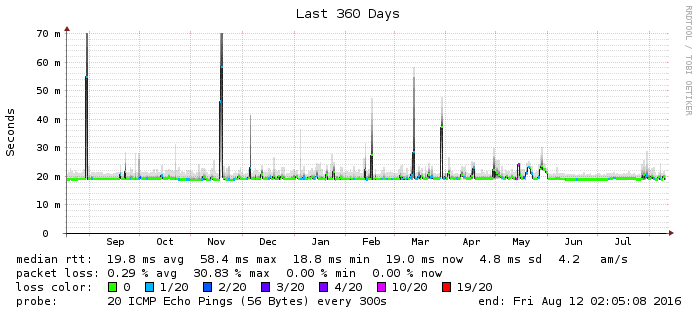 Last 360 Days
RRDTOOL / TOBI OETIKER
Seconds
70 m
60 m
50 m
40 m
30 m
20 m
10 m
0
Sep Oct Nov Dec Jan Feb Mar Apr May Jun Jul
median rtt: 19.8 ms avg 58.4 ms max 18.8 ms min 19.0 ms now 4.8 ms sd 4.2 am/s
packet loss: 0.29 % avg 30.83 % max 0.00 % min 0.00 % now
loss color: 0 1/20 2/20 3/20 4/20 10/20 19/20
probe: 20 ICMP Echo Pings (56 Bytes) every 300s end: Fri Aug 12 02:05:08 2016